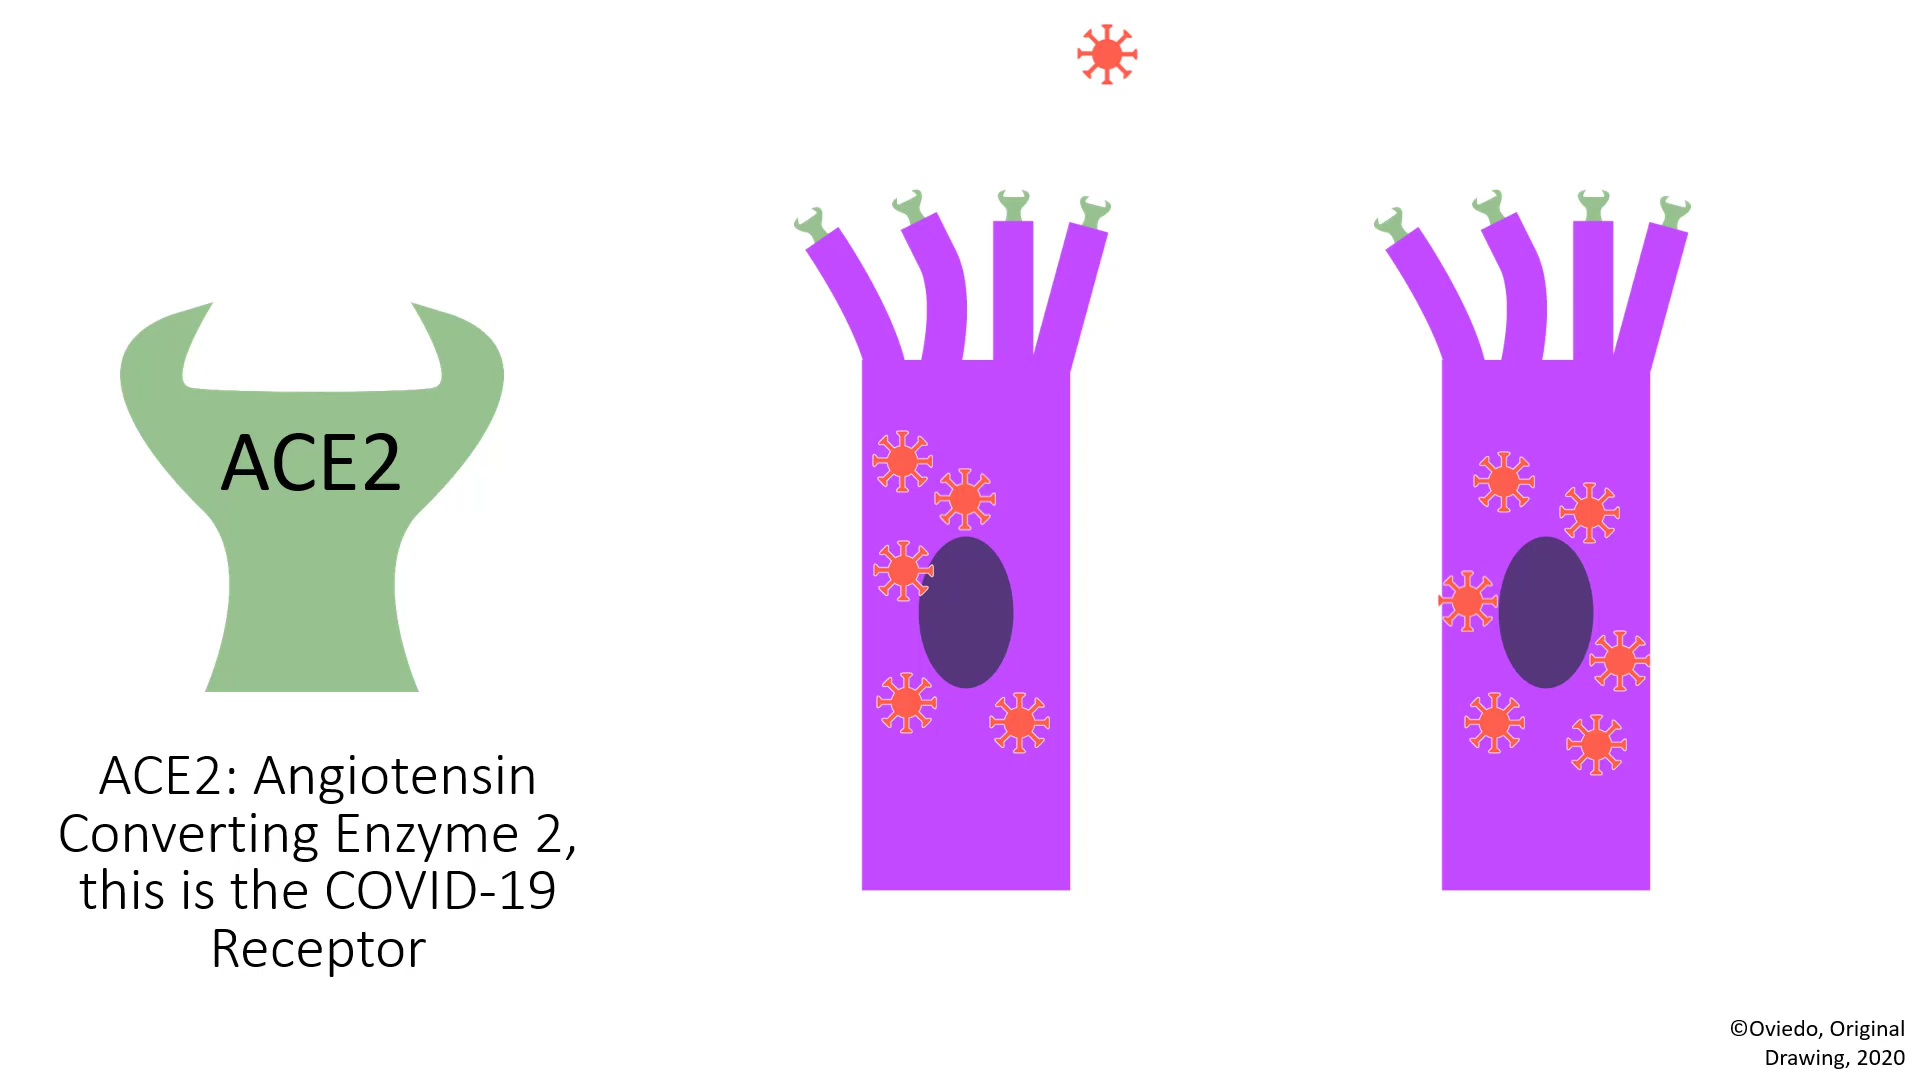 ACE2
ACE2: Angiotensin
Converting Enzyme 2,
this is the COVID-19
Receptor
©Oviedo, Original
Drawing, 2020